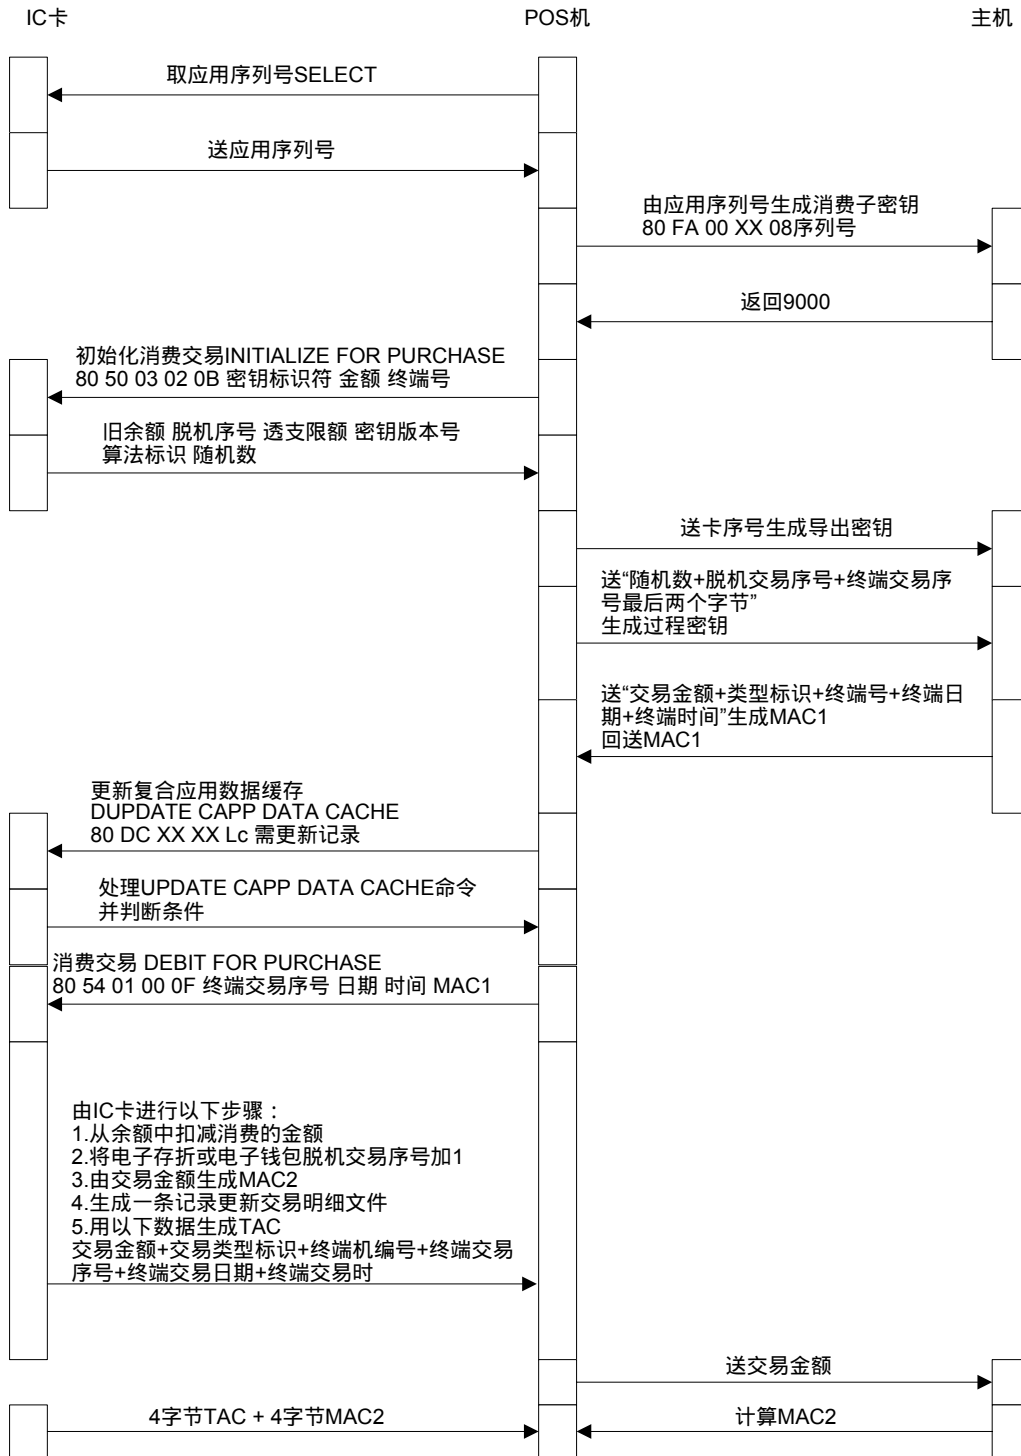 IC卡 POS机 主机
取应用序列号SELECT
送应用序列号
由应用序列号生成消费子密钥
80 FA 00 XX 08序列号
返回9000
初始化消费交易INITIALIZE FOR PURCHASE
80 50 03 02 0B 密钥标识符 金额 终端号
旧余额 脱机序号 透支限额 密钥版本号
算法标识 随机数
送卡序号生成导出密钥
送“随机数+脱机交易序号+终端交易序
号最后两个字节”
生成过程密钥
送“交易金额+类型标识+终端号+终端日
期+终端时间”生成MAC1
回送MAC1
更新复合应用数据缓存
DUPDATE CAPP DATA CACHE
80 DC XX XX Lc 需更新记录
处理UPDATE CAPP DATA CACHE命令
并判断条件
消费交易 DEBIT FOR PURCHASE
80 54 01 00 0F 终端交易序号 日期 时间 MAC1
由IC卡进行以下步骤：
1.从余额中扣减消费的金额
2.将电子存折或电子钱包脱机交易序号加1
3.由交易金额生成MAC2
4.生成一条记录更新交易明细文件
5.用以下数据生成TAC
交易金额+交易类型标识+终端机编号+终端交易
序号+终端交易日期+终端交易时
送交易金额
4字节TAC + 4字节MAC2 计算MAC2